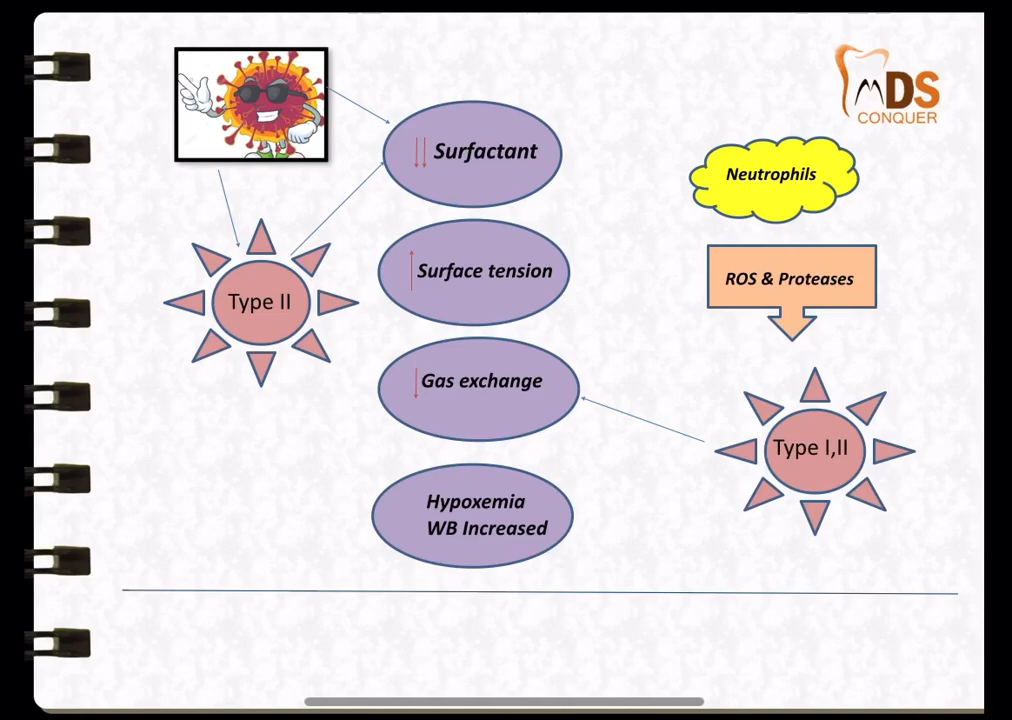 MDS
CONQUER
Surfactant
Neutrophils
Surface tension
ROS & Proteases
Type II
Gas exchange
Type I,II
Hypoxemia
WB Increased